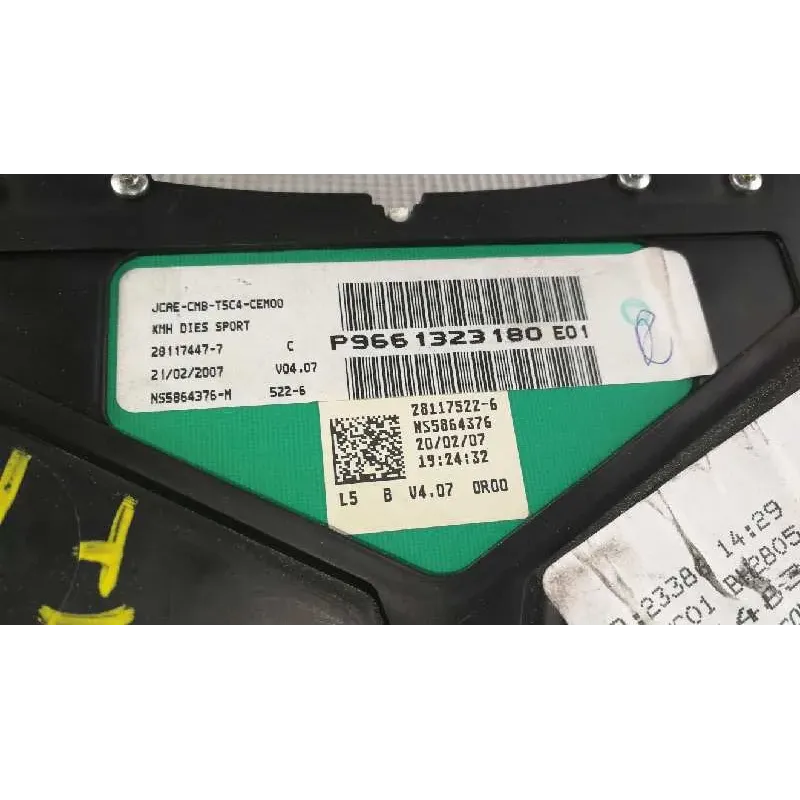 JCAE-CMB-T5C4-CEM00
KMH DIES SPORT
28117447-7 C
21/02/2007 V04.07
NS5864376-M 522-6
P9661323180 E01
28117522-6
NS5864376
20/02/07
19:24:32
L5 B V4.07 0R00
14:29